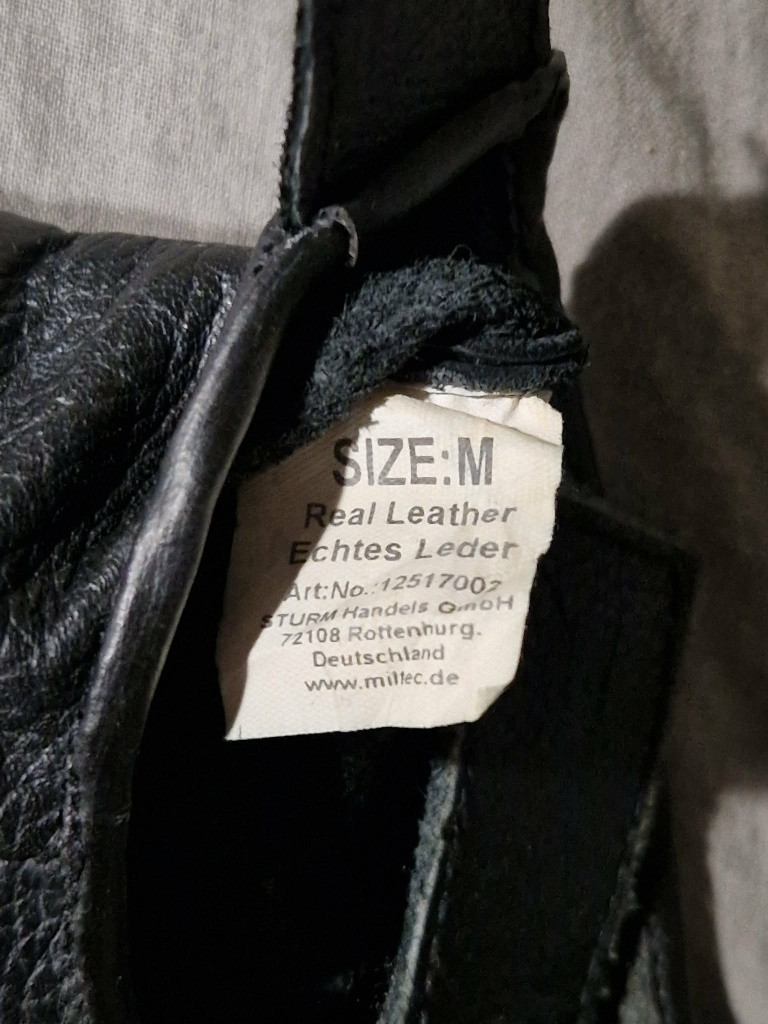 SIZE:M
Real Leather
Echtes Leder
Art:No.:12517002
STURM Handels GmbH
72108 Rottenburg.
Deutschland
www.miltec.de